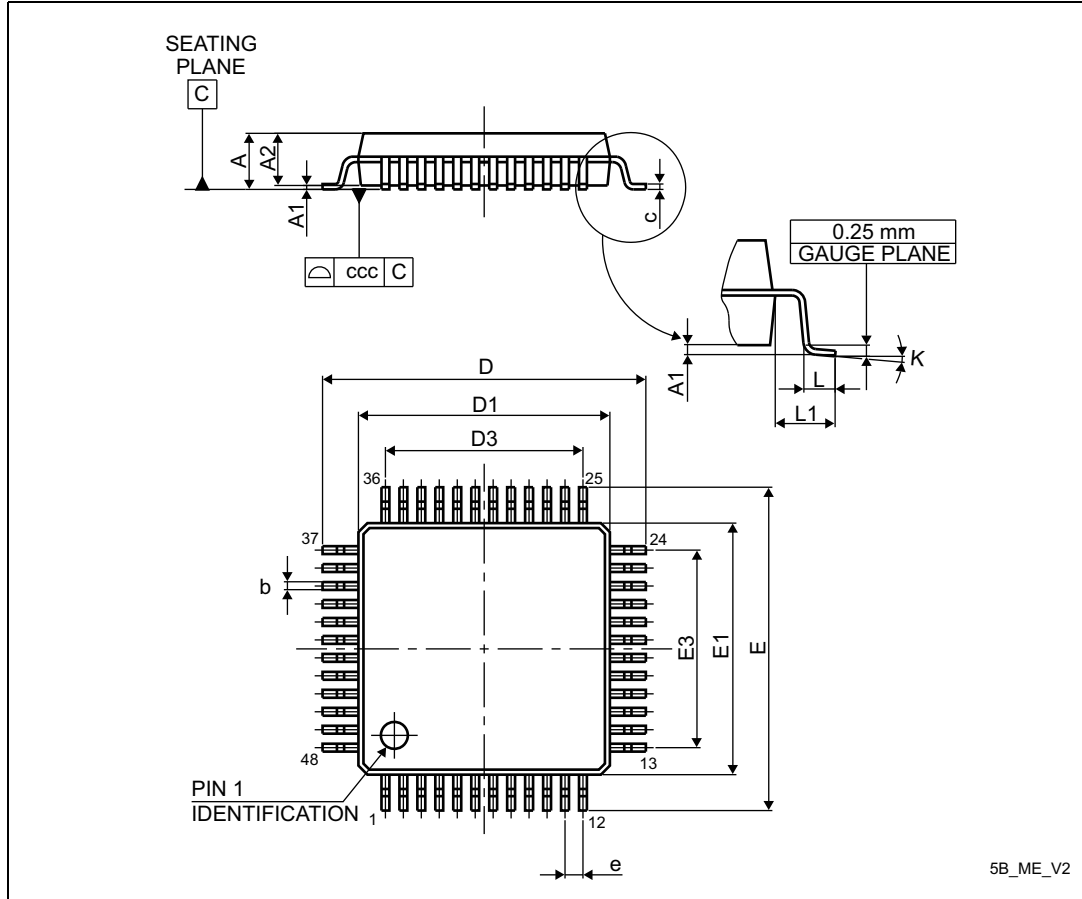 SEATING
PLANE
C
A
A2
A1
c
ccc C
0.25 mm
GAUGE PLANE
A1
K
L
L1
D
D1
D3
36
25
37
24
b
E3
E1
E
48
13
PIN 1
IDENTIFICATION
1
12
e
5B_ME_V2